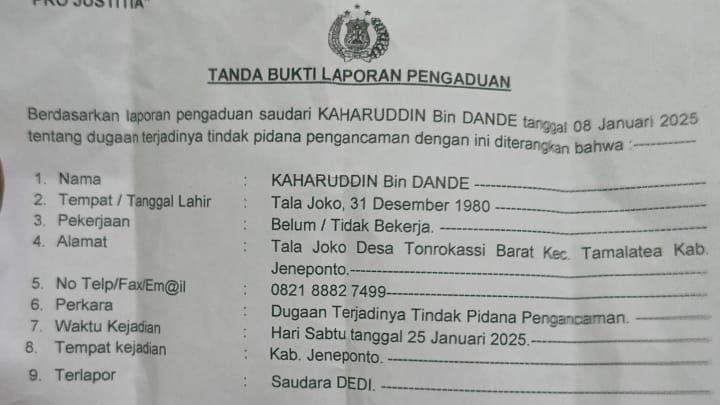 PRO JUSTITIA"
TANDA BUKTI LAPORAN PENGADUAN
Berdasarkan laporan pengaduan saudari KAHARUDDIN Bin DANDE tanggal 08 Januari 2025
tentang dugaan terjadinya tindak pidana pengancaman dengan ini diterangkan bahwa :-----------
1. Nama : KAHARUDDIN Bin DANDE ---
2. Tempat / Tanggal Lahir : Tala Joko, 31 Desember 1980 ---
3. Pekerjaan : Belum / Tidak Bekerja. ---
4. Alamat : Tala Joko Desa Tonrokassi Barat Kec. Tamalatea Kab.
Jeneponto.---
5. No Telp/Fax/Em@il : 0821 8882 7499---
6. Perkara : Dugaan Terjadinya Tindak Pidana Pengancaman. ---
7. Waktu Kejadian : Hari Sabtu tanggal 25 Januari 2025.---
8. Tempat kejadian : Kab. Jeneponto. ---
9. Terlapor : Saudara DEDI. ---